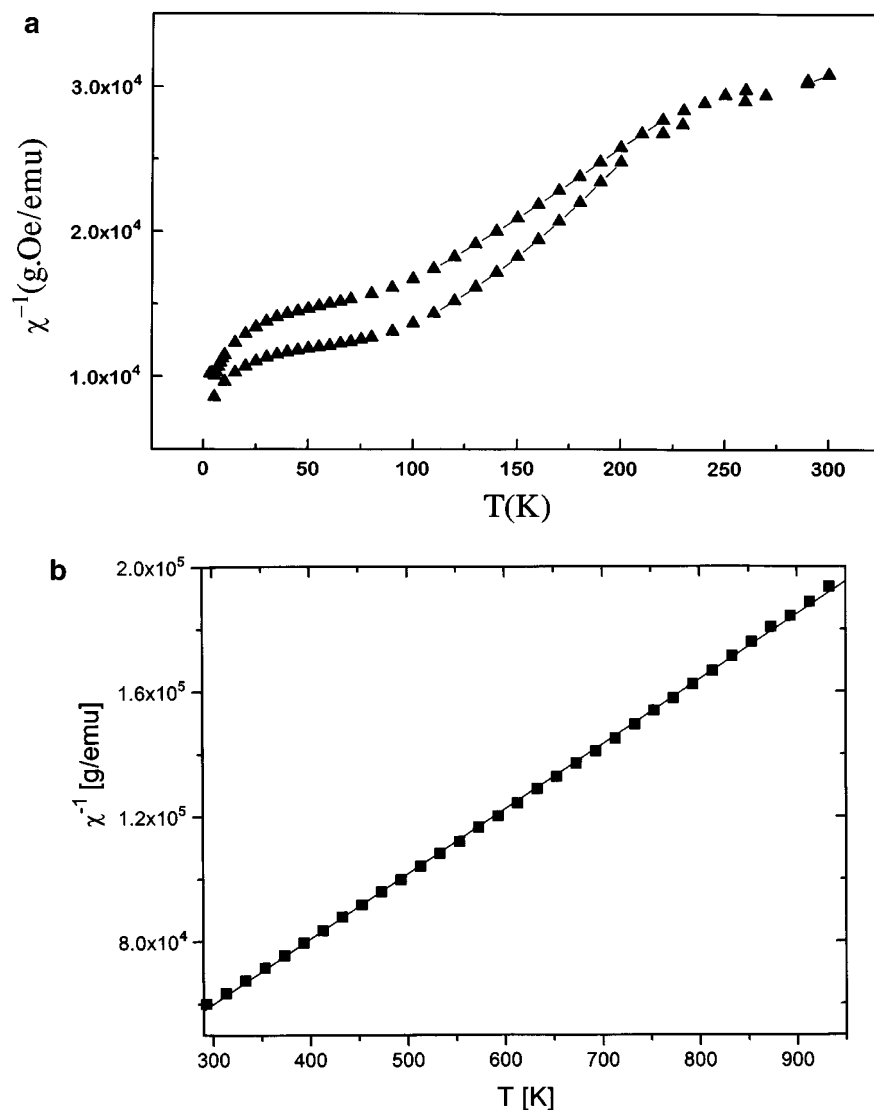 a
3.0x10⁴
2.0x10⁴
1.0x10⁴
χ⁻¹(g.Oe/emu)
0 50 100 150 200 250 300
T(K)
b
2.0x10⁵
1.6x10⁵
1.2x10⁵
8.0x10⁴
χ⁻¹ [g/emu]
300 400 500 600 700 800 900
T [K]